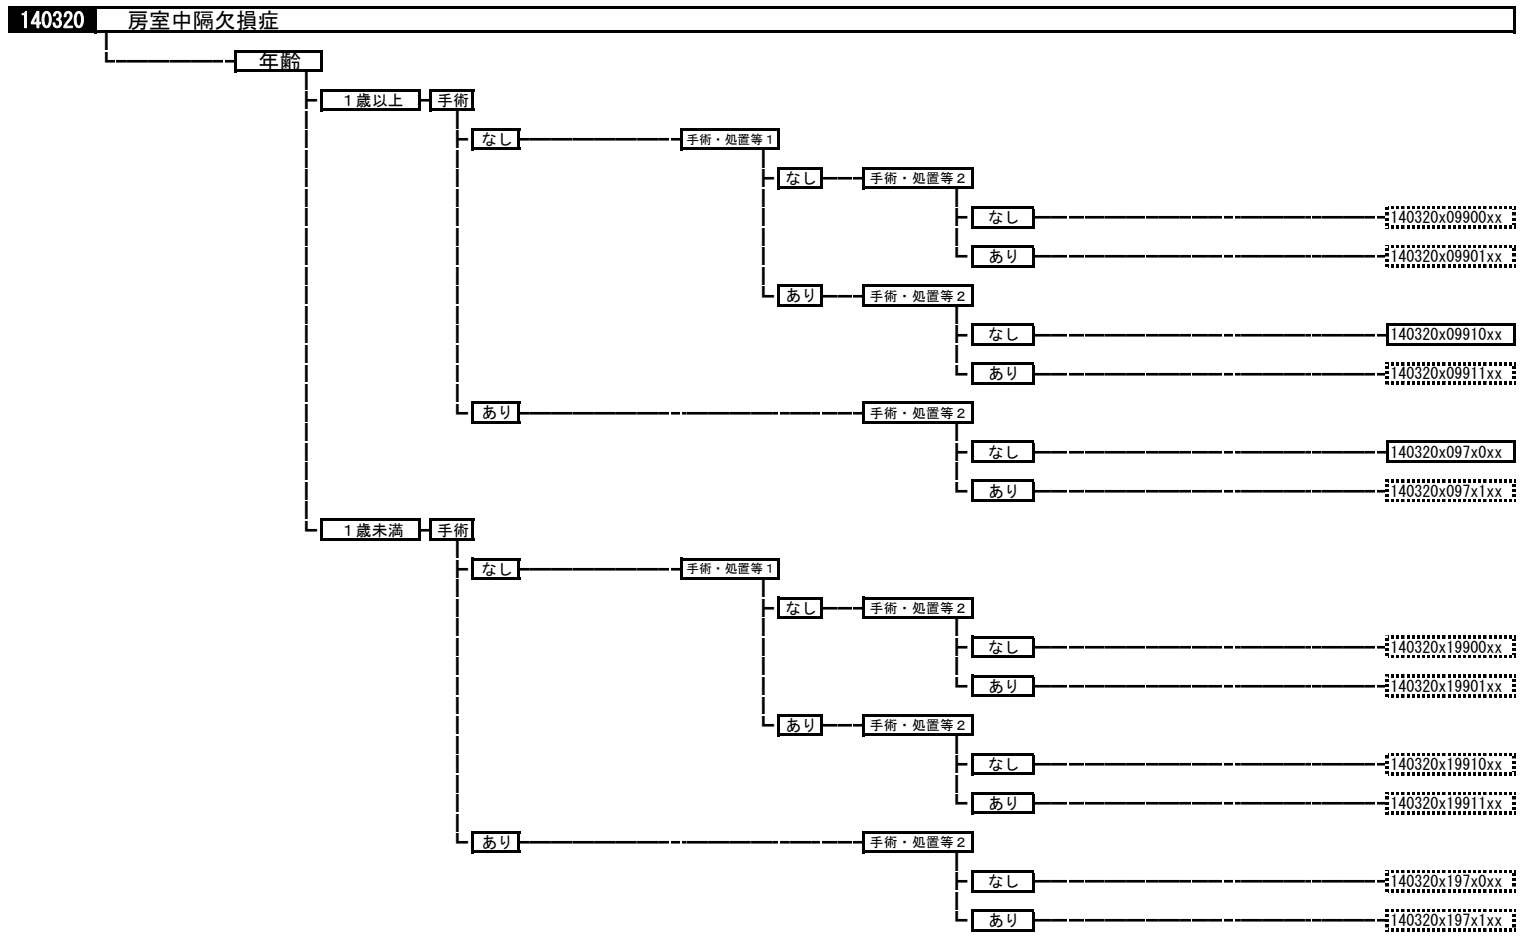 140320 房室中隔欠損症
年齢
１歳以上 手術
なし 手術・処置等１
なし 手術・処置等２
なし 140320x09900xx
あり 140320x09901xx
あり 手術・処置等２
なし 140320x09910xx
あり 140320x09911xx
あり 手術・処置等２
なし 140320x097x0xx
あり 140320x097x1xx
１歳未満 手術
なし 手術・処置等１
なし 手術・処置等２
なし 140320x19900xx
あり 140320x19901xx
あり 手術・処置等２
なし 140320x19910xx
あり 140320x19911xx
あり 手術・処置等２
なし 140320x197x0xx
あり 140320x197x1xx